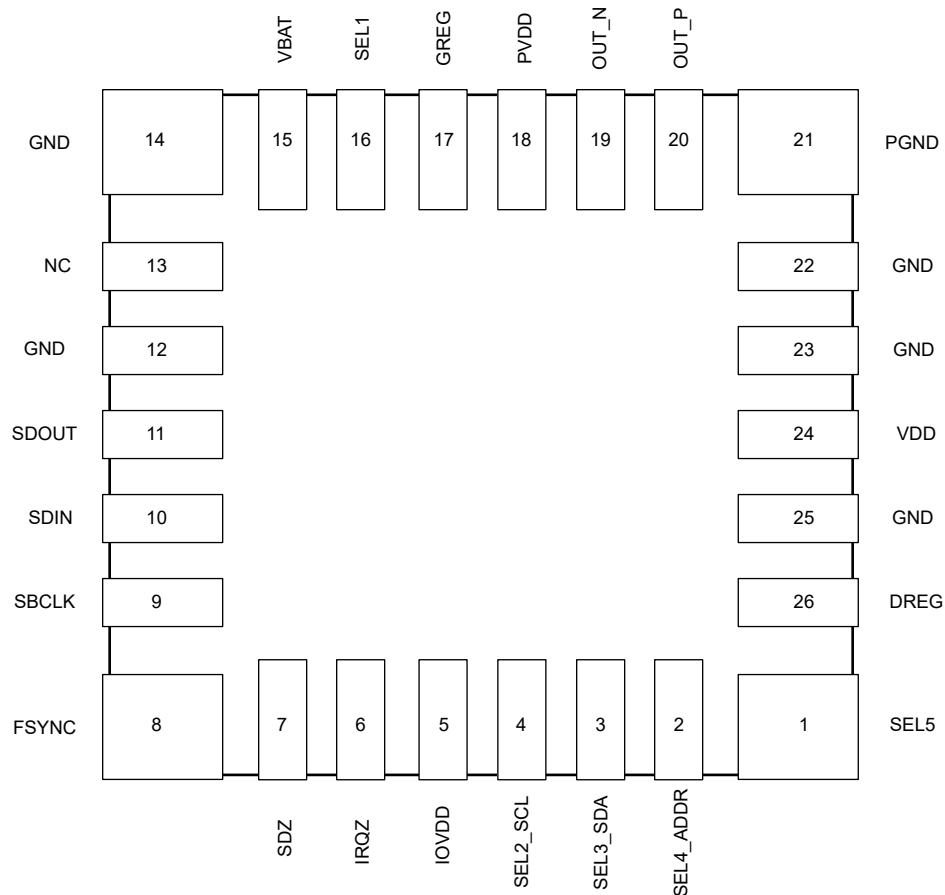 VBAT
SEL1
GREG
PVDD
OUT_N
OUT_P
GND 14 15 16 17 18 19 20 21 PGND
NC 13 22 GND
GND 12 23 GND
SDOUT 11 24 VDD
SDIN 10 25 GND
SBCLK 9 26 DREG
FSYNC 8 7 6 5 4 3 2 1 SEL5
SDZ
IRQZ
IOVDD
SEL2_SCL
SEL3_SDA
SEL4_ADDR